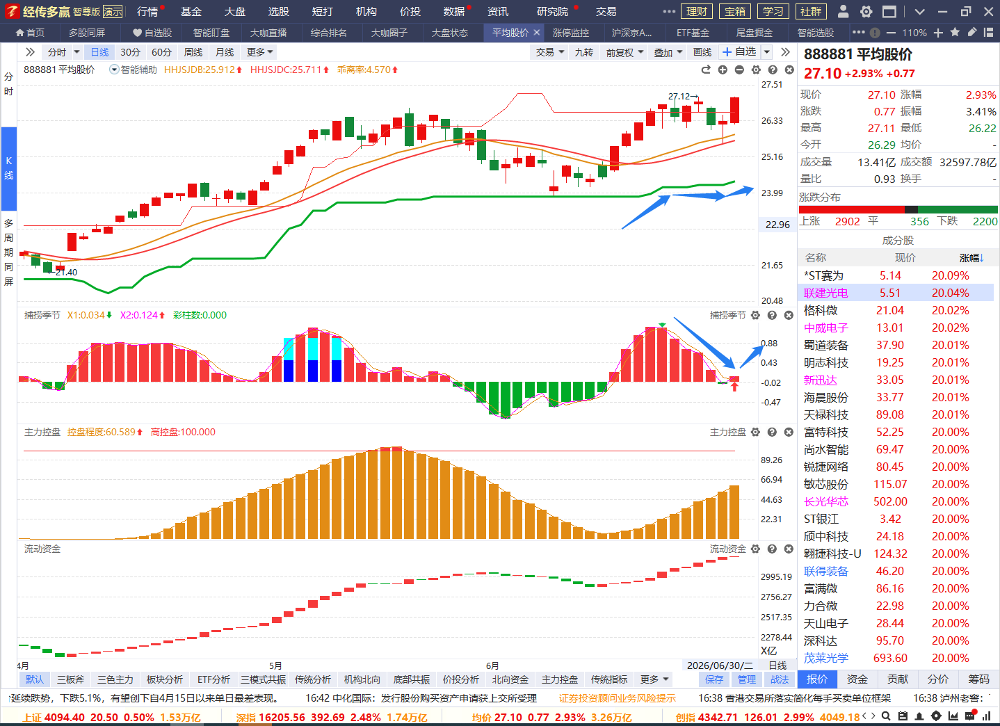 经传多赢 智尊版 演示 行情 基金 大盘 选股 短打 机构 价投 数据 资讯 研究院 交易 ••• 理财 宝箱 学习 社群
首页 多股同屏 自选股 智能盯盘 大咖直播 综合排名 大咖圈子 大盘状态 平均股价 涨停监控 沪深京A... ETF基金 尾盘掘金 智能选股 ••• 110%
分时 日线 30分 60分 周线 月线 更多 交易 九转 前复权 叠加 画线 自选
分时
K线
多周期同屏
888881 平均股价 智能辅助 HHJSJDB:25.912 HHJSJDC:25.711 乖离率:4.570
27.51
27.12→
26.33
25.16
23.99
22.96
21.65
←21.40
20.48
捕捞季节 X1:0.034 X2:0.124 彩柱数:0.000 捕捞季节
0.88
0.43
-0.02
-0.47
主力控盘 控盘程度:60.589 高控盘:100.000 主力控盘
89.26
66.94
44.63
22.31
流动资金 流动资金
2995.19
2756.27
2517.35
2278.44
X亿
4月 5月 6月 2026/06/30/二 日线
默认 三板斧 三色主力 板块分析 ETF分析 三模式共振 传统分析 机构北向 底部共振 价投分析 北向资金 主力控盘 传统指标 更多 保存 管理 战法
888881 平均股价
27.10 +2.93% +0.77
现价 27.10 涨幅 2.93%
涨跌 0.77 振幅 3.41%
最高 27.11 最低 26.22
今开 26.29 均价 -
成交量 13.41亿 成交额 32597.78亿
量比 0.93 换手 -
涨跌分布
上涨 2902 平 356 下跌 2200
成分股
名称 现价 涨幅↓
*ST赛为 5.14 20.09%
联建光电 5.51 20.04%
格科微 21.04 20.02%
中威电子 13.01 20.02%
蜀道装备 37.90 20.01%
明志科技 19.25 20.01%
新迅达 33.05 20.01%
海晨股份 33.77 20.01%
天禄科技 89.08 20.01%
富特科技 52.25 20.00%
尚水智能 69.47 20.00%
锐捷网络 80.45 20.00%
敏芯股份 115.07 20.00%
长光华芯 502.00 20.00%
ST银江 3.42 20.00%
颀中科技 24.18 20.00%
翱捷科技-U 124.32 20.00%
联得装备 46.20 20.00%
富满微 86.16 20.00%
力合微 22.98 20.00%
天山电子 28.44 20.00%
深科达 95.70 20.00%
茂莱光学 693.60 20.00%
报价 资金 贡献 分价 筹码
延续跌势，下跌5.1%，有望创下自4月15日以来单日最差表现。 16:42 中化国际：发行股份购买资产申请获上交所受理 证券投资顾问业务风险提示 16:38 香港交易所落实简化每手买卖单位框架 16:38 泸州老窖：
上证 4094.40 20.50 0.50% 1.53万亿 深指 16205.56 392.69 2.48% 1.74万亿 均价 27.10 0.77 2.93% 3.26万亿 创指 4342.71 126.01 2.99% 4049.18